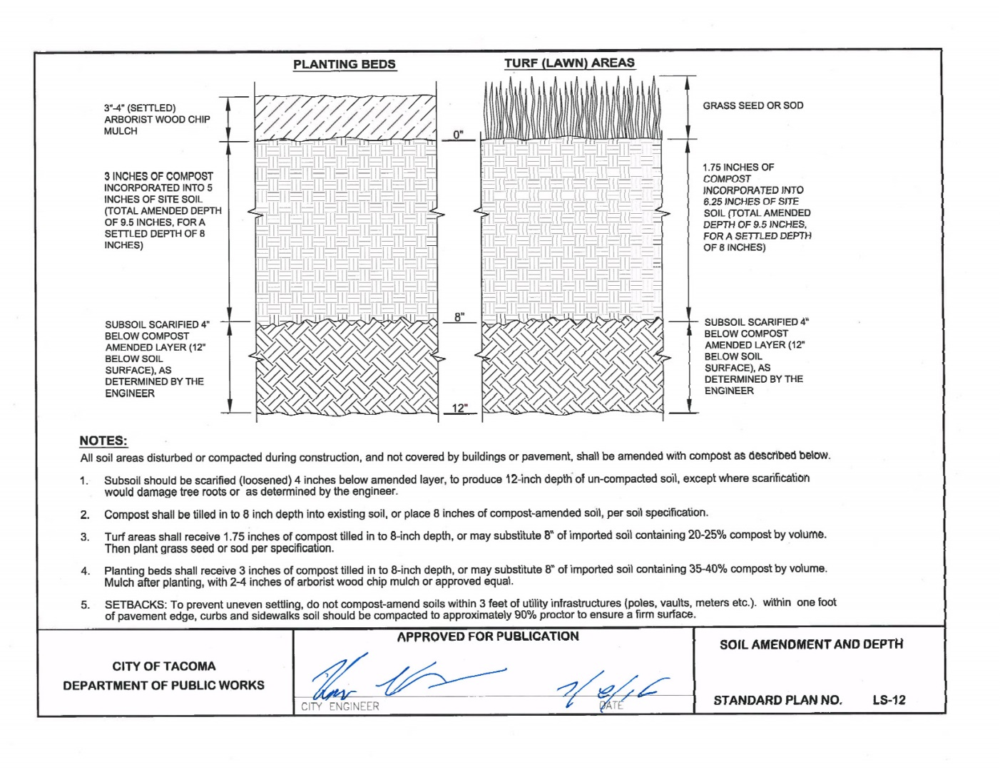 PLANTING BEDS
TURF (LAWN) AREAS
3"-4" (SETTLED)
ARBORIST WOOD CHIP
MULCH
3 INCHES OF COMPOST
INCORPORATED INTO 5
INCHES OF SITE SOIL
(TOTAL AMENDED DEPTH
OF 9.5 INCHES, FOR A
SETTLED DEPTH OF 8
INCHES)
SUBSOIL SCARIFIED 4"
BELOW COMPOST
AMENDED LAYER (12"
BELOW SOIL
SURFACE), AS
DETERMINED BY THE
ENGINEER
0"
8"
12"
GRASS SEED OR SOD
1.75 INCHES OF
COMPOST
INCORPORATED INTO
6.25 INCHES OF SITE
SOIL (TOTAL AMENDED
DEPTH OF 9.5 INCHES,
FOR A SETTLED DEPTH
OF 8 INCHES)
SUBSOIL SCARIFIED 4"
BELOW COMPOST
AMENDED LAYER (12"
BELOW SOIL
SURFACE), AS
DETERMINED BY THE
ENGINEER
NOTES:
All soil areas disturbed or compacted during construction, and not covered by buildings or pavement, shall be amended with compost as described below.
1. Subsoil should be scarified (loosened) 4 inches below amended layer, to produce 12-inch depth of un-compacted soil, except where scarification
would damage tree roots or as determined by the engineer.
2. Compost shall be tilled in to 8 inch depth into existing soil, or place 8 inches of compost-amended soil, per soil specification.
3. Turf areas shall receive 1.75 inches of compost tilled in to 8-inch depth, or may substitute 8" of imported soil containing 20-25% compost by volume.
Then plant grass seed or sod per specification.
4. Planting beds shall receive 3 inches of compost tilled in to 8-inch depth, or may substitute 8" of imported soil containing 35-40% compost by volume.
Mulch after planting, with 2-4 inches of arborist wood chip mulch or approved equal.
5. SETBACKS: To prevent uneven settling, do not compost-amend soils within 3 feet of utility infrastructures (poles, vaults, meters etc.). within one foot
of pavement edge, curbs and sidewalks soil should be compacted to approximately 90% proctor to ensure a firm surface.
CITY OF TACOMA
DEPARTMENT OF PUBLIC WORKS
APPROVED FOR PUBLICATION
CITY ENGINEER
DATE
SOIL AMENDMENT AND DEPTH
STANDARD PLAN NO. LS-12